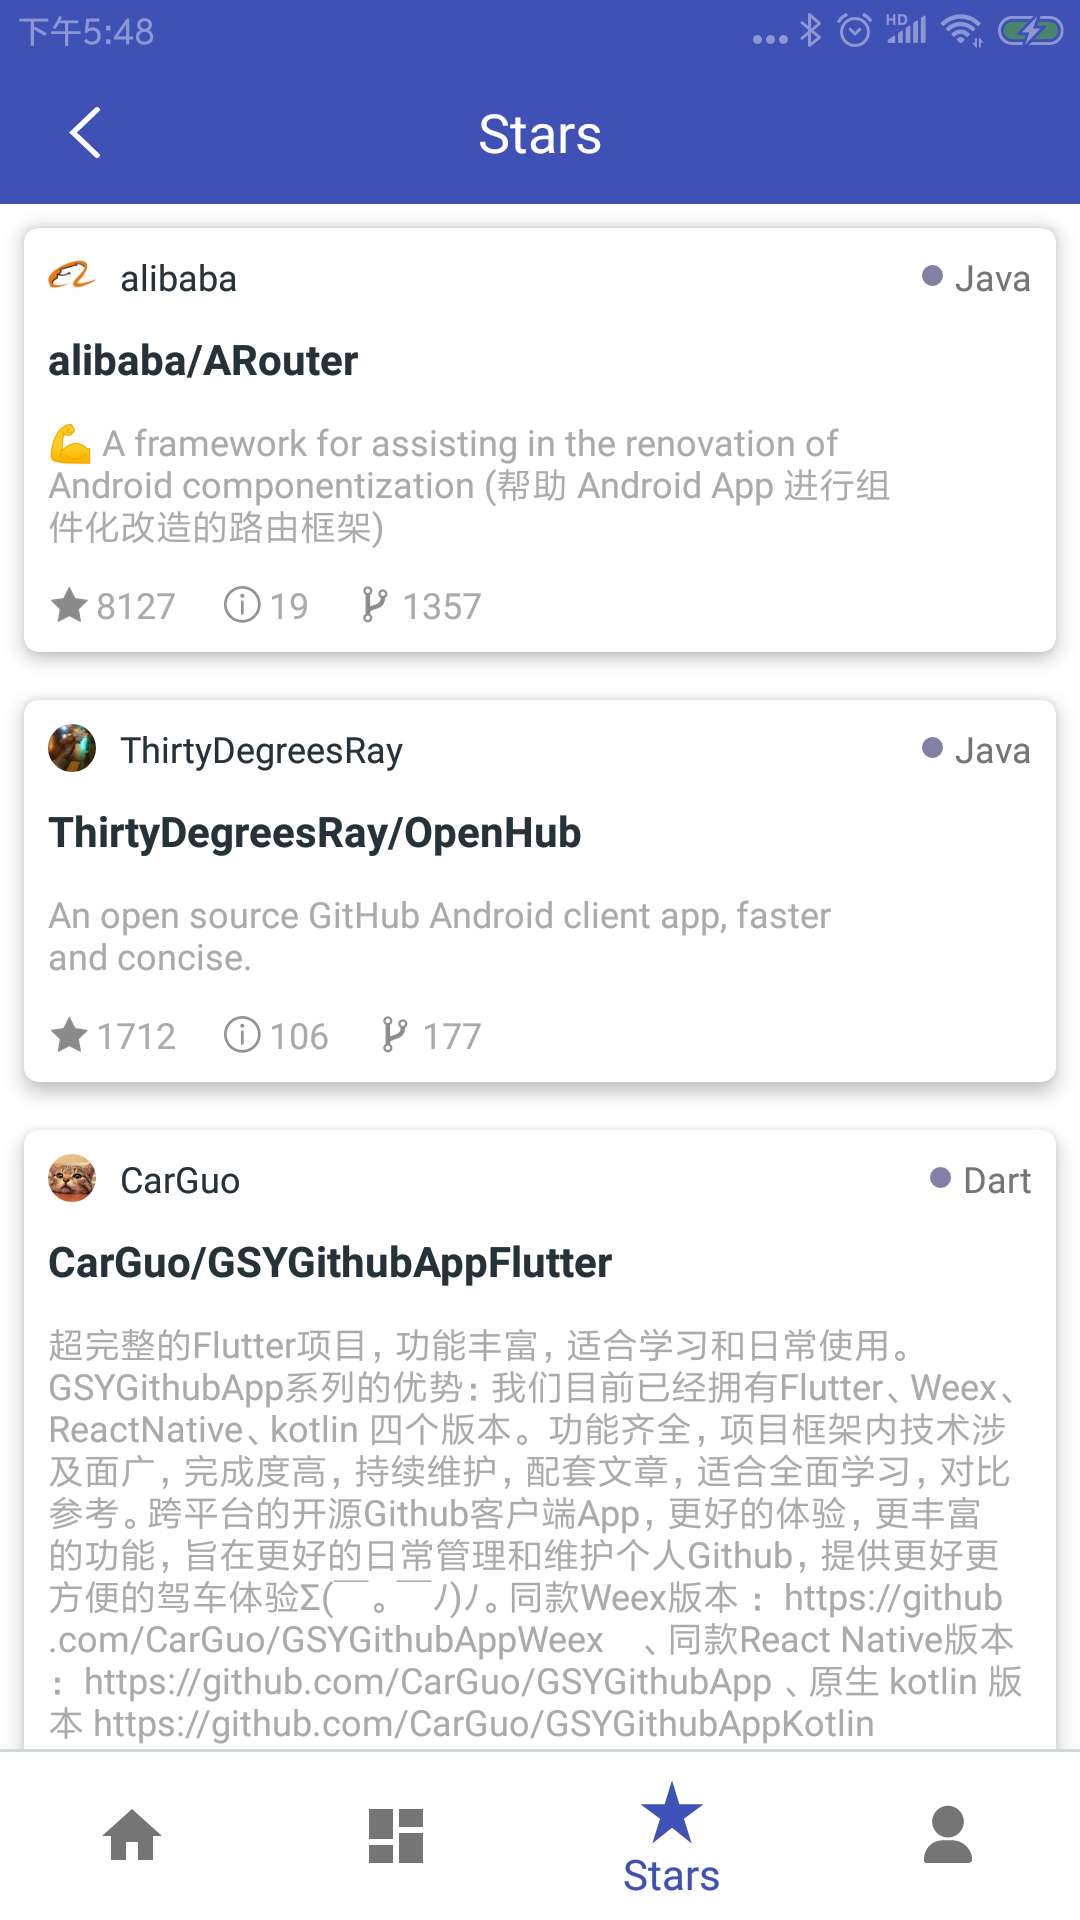 下午5:48
HD
Stars
alibaba
Java
alibaba/ARouter
💪 A framework for assisting in the renovation of
Android componentization (帮助 Android App 进行组
件化改造的路由框架)
8127 19 1357
ThirtyDegreesRay
Java
ThirtyDegreesRay/OpenHub
An open source GitHub Android client app, faster
and concise.
1712 106 177
CarGuo
Dart
CarGuo/GSYGithubAppFlutter
超完整的Flutter项目，功能丰富，适合学习和日常使用。
GSYGithubApp系列的优势：我们目前已经拥有Flutter、Weex、
ReactNative、kotlin 四个版本。功能齐全，项目框架内技术涉
及面广，完成度高，持续维护，配套文章，适合全面学习，对比
参考。跨平台的开源Github客户端App，更好的体验，更丰富
的功能，旨在更好的日常管理和维护个人Github，提供更好更
方便的驾车体验Σ(￣。￣ﾉ)ﾉ。同款Weex版本 ： https://github
.com/CarGuo/GSYGithubAppWeex 、同款React Native版本
： https://github.com/CarGuo/GSYGithubApp 、原生 kotlin 版
本 https://github.com/CarGuo/GSYGithubAppKotlin
Stars